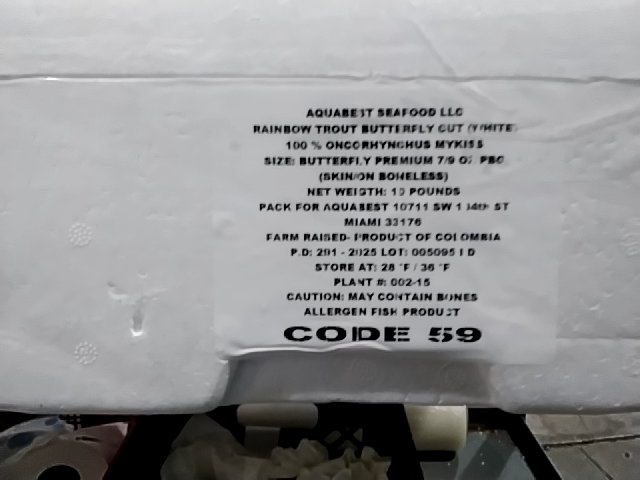 AQUABEST SEAFOOD LLC
RAINBOW TROUT BUTTERFLY CUT (WHITE)
100 % ONCORHYNCHUS MYKISS
SIZE: BUTTERFLY PREMIUM 7/9 OZ PBO
(SKIN/ON BONELESS)
NET WEIGTH: 10 POUNDS
PACK FOR AQUABEST 10711 SW ST
MIAMI 33176
FARM RAISED- PRODUCT OF COLOMBIA
P.D: 291 - 2025 LOT: 005095
STORE AT: 28 °F / 36 °F
PLANT #: 002-15
CAUTION: MAY CONTAIN BONES
ALLERGEN FISH PRODUCT
CODE 59